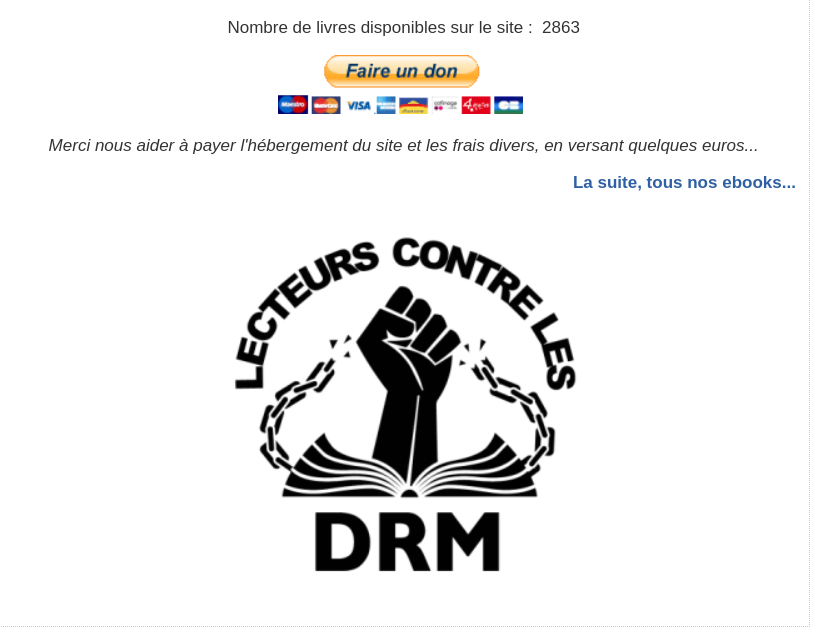 Nombre de livres disponibles sur le site : 2863
Faire un don
Maestro VISA
Merci nous aider à payer l'hébergement du site et les frais divers, en versant quelques euros...
La suite, tous nos ebooks...
LECTEURS CONTRE LES
DRM